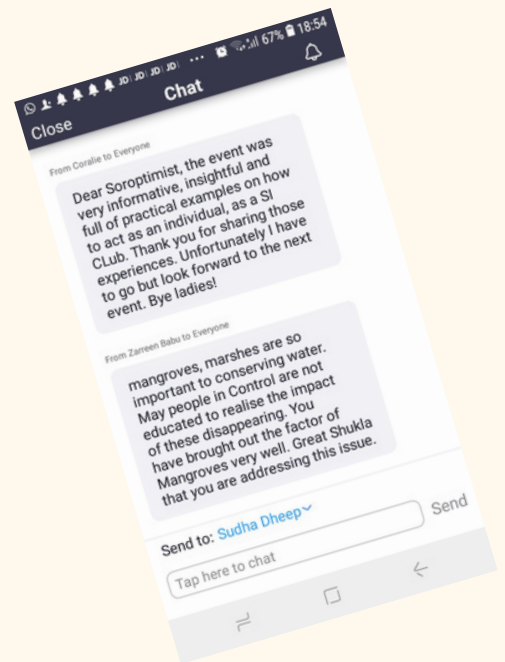 67% 18:54
Close Chat
From Coralie to Everyone
Dear Soroptimist, the event was
very informative, insightful and
full of practical examples on how
to act as an individual, as a SI
CLub. Thank you for sharing those
experiences. Unfortunately I have
to go but look forward to the next
event. Bye ladies!
From Zarreen Babu to Everyone
mangroves, marshes are so
important to conserving water.
May people in Control are not
educated to realise the impact
of these disappearing. You
have brought out the factor of
Mangroves very well. Great Shukla
that you are addressing this issue.
Send to: Sudha Dheep
Tap here to chat Send